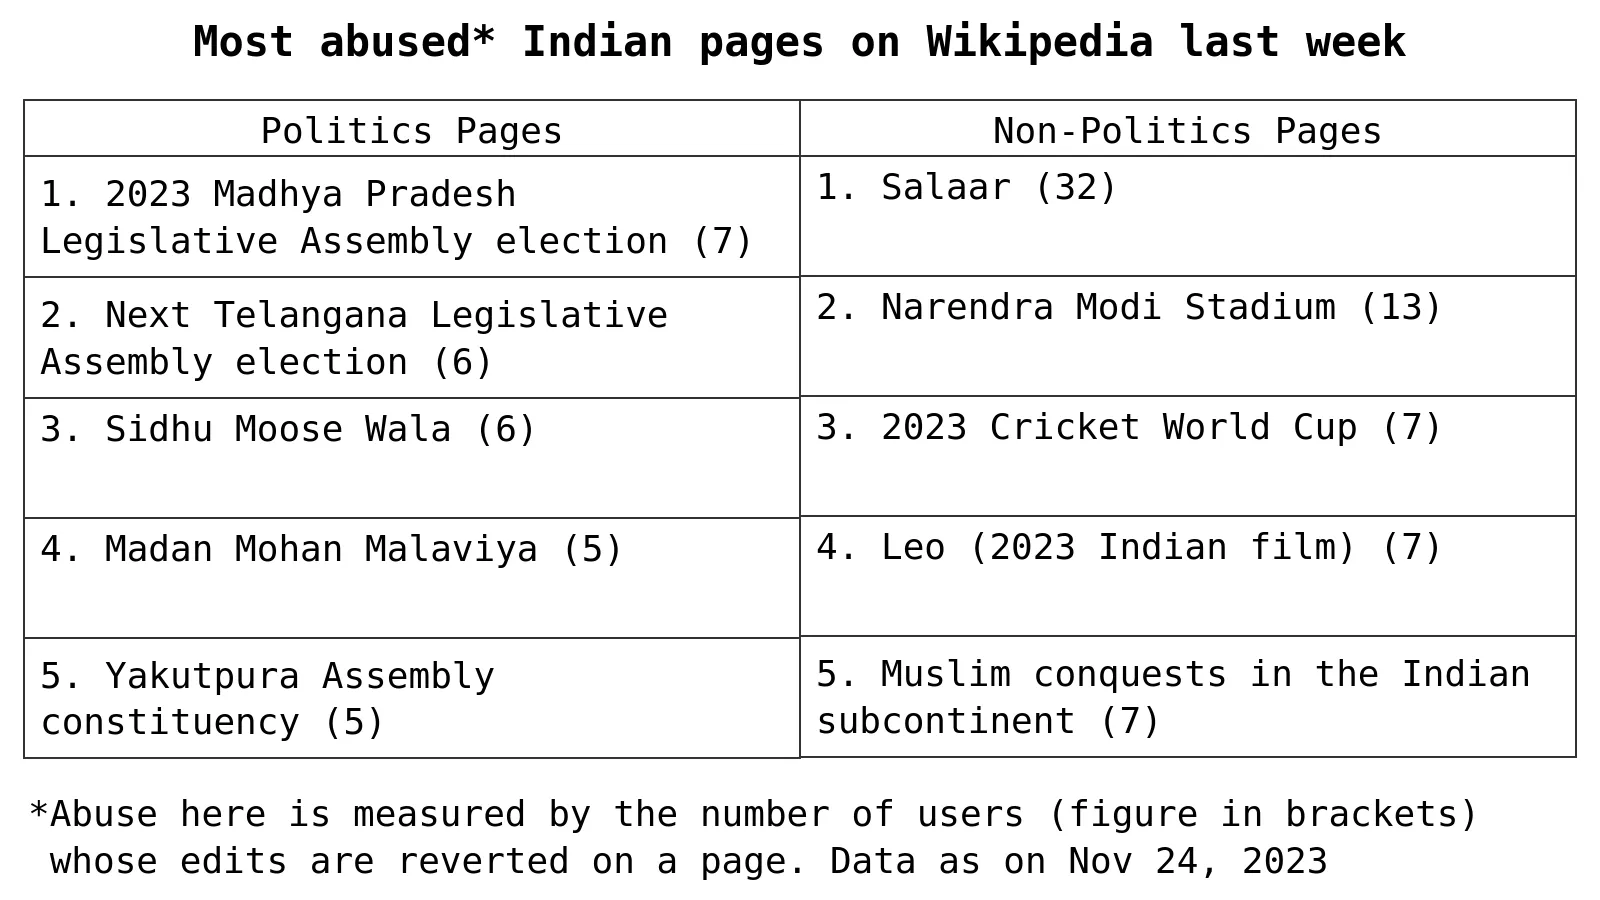 Most abused* Indian pages on Wikipedia last week
Politics Pages
1. 2023 Madhya Pradesh
Legislative Assembly election (7)
2. Next Telangana Legislative
Assembly election (6)
3. Sidhu Moose Wala (6)
4. Madan Mohan Malaviya (5)
5. Yakutpura Assembly
constituency (5)
Non-Politics Pages
1. Salaar (32)
2. Narendra Modi Stadium (13)
3. 2023 Cricket World Cup (7)
4. Leo (2023 Indian film) (7)
5. Muslim conquests in the Indian
subcontinent (7)
*Abuse here is measured by the number of users (figure in brackets)
whose edits are reverted on a page. Data as on Nov 24, 2023